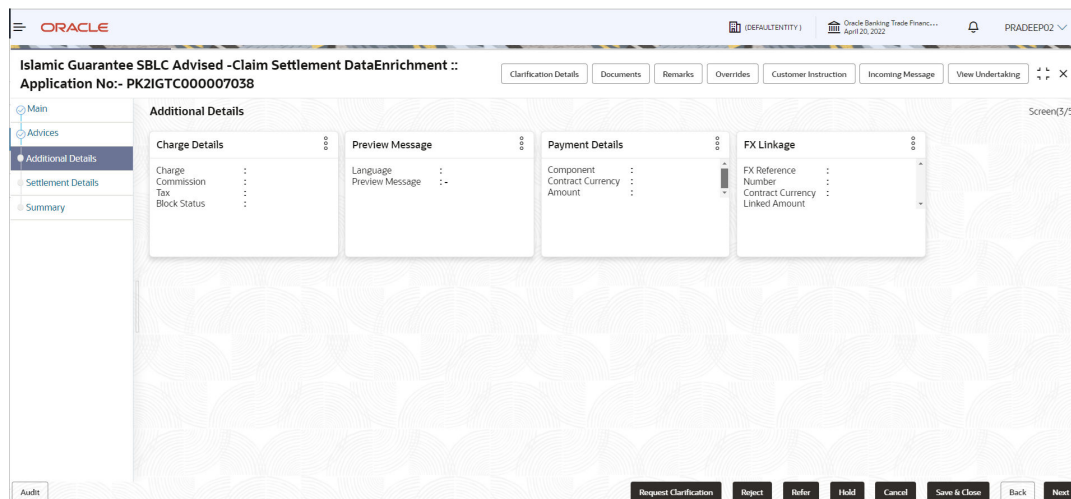 ORACLE
(DEFAULTENTITY)
Oracle Banking Trade Financ...
April 20, 2022
PRADEEP02
Islamic Guarantee SBLC Advised -Claim Settlement DataEnrichment ::
Application No:- PK2IGTC000007038
Clarification Details
Documents
Remarks
Overrides
Customer Instruction
Incoming Message
View Undertaking
Main
Advices
Additional Details
Settlement Details
Summary
Additional Details
Screen(3/5
Charge Details
Charge :
Commission :
Tax :
Block Status :
Preview Message
Language :
Preview Message : -
Payment Details
Component :
Contract Currency :
Amount :
FX Linkage
FX Reference :
Number :
Contract Currency :
Linked Amount
Audit
Request Clarification
Reject
Refer
Hold
Cancel
Save & Close
Back
Next